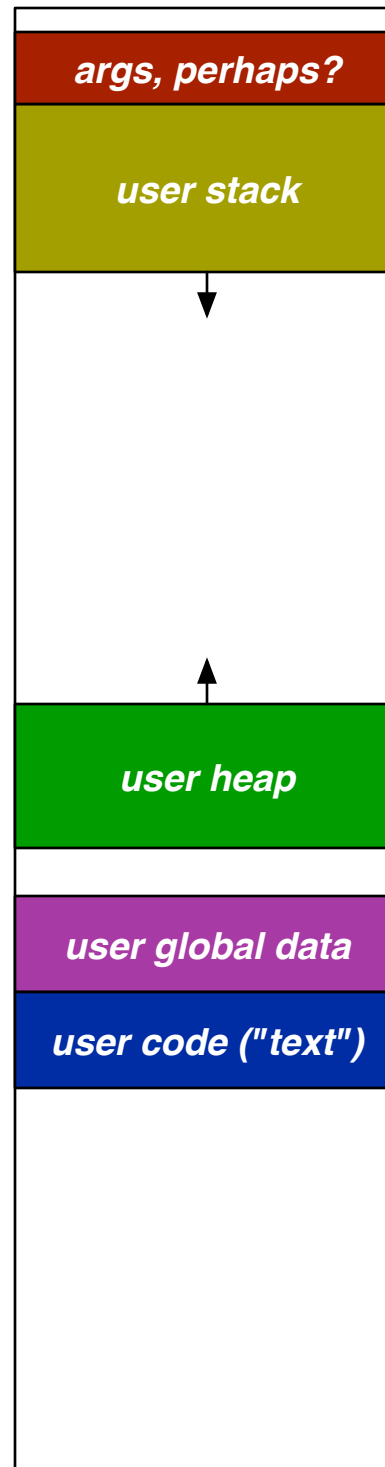 args, perhaps?
user stack
user heap
user global data
user code ("text")